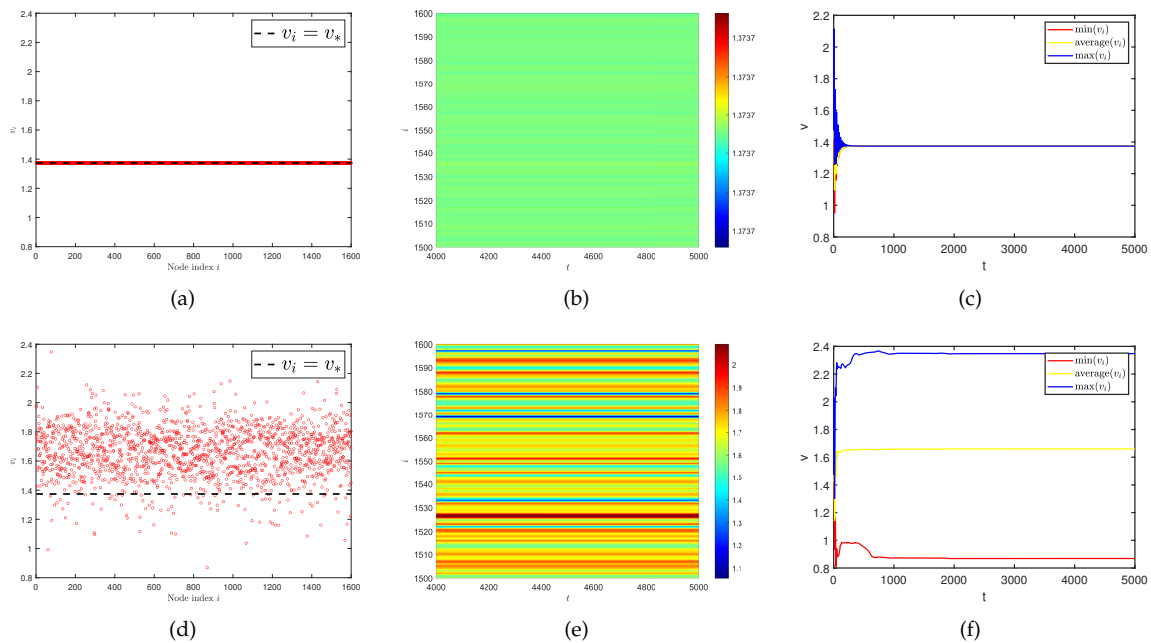 2.4
2.2
2
1.8
1.6
1.4
1.2
1
0.8
v_i
v_i = v_*
0 200 400 600 800 1000 1200 1400 1600
Node index i
(a)
1600
1590
1580
1570
1560
1550
1540
1530
1520
1510
1500
i
4000 4200 4400 4600 4800 5000
t
1.3737
1.3737
1.3737
1.3737
1.3737
1.3737
1.3737
1.3737
(b)
2.2
2
1.8
1.6
1.4
1.2
1
0.8
v
min(v_i)
average(v_i)
max(v_i)
0 1000 2000 3000 4000 5000
t
(c)
2.4
2.2
2
1.8
1.6
1.4
1.2
1
0.8
v_i
v_i = v_*
0 200 400 600 800 1000 1200 1400 1600
Node index i
(d)
1600
1590
1580
1570
1560
1550
1540
1530
1520
1510
1500
i
4000 4200 4400 4600 4800 5000
t
2
1.9
1.8
1.7
1.6
1.5
1.4
1.3
1.2
1.1
(e)
2.4
2.2
2
1.8
1.6
1.4
1.2
1
0.8
v
min(v_i)
average(v_i)
max(v_i)
0 1000 2000 3000 4000 5000
t
(f)